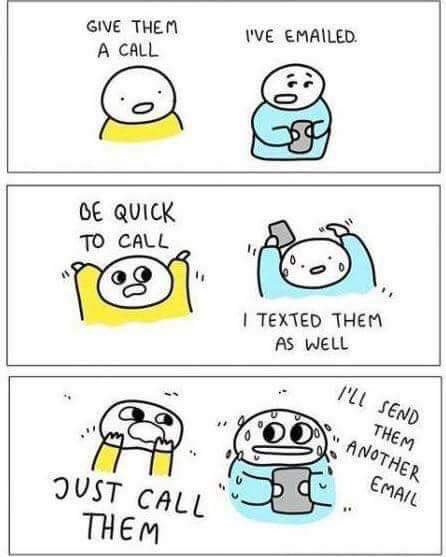 GIVE THEM
A CALL
I'VE EMAILED.
BE QUICK
TO CALL
I TEXTED THEM
AS WELL
JUST CALL
THEM
I'LL SEND
THEM
ANOTHER
EMAIL